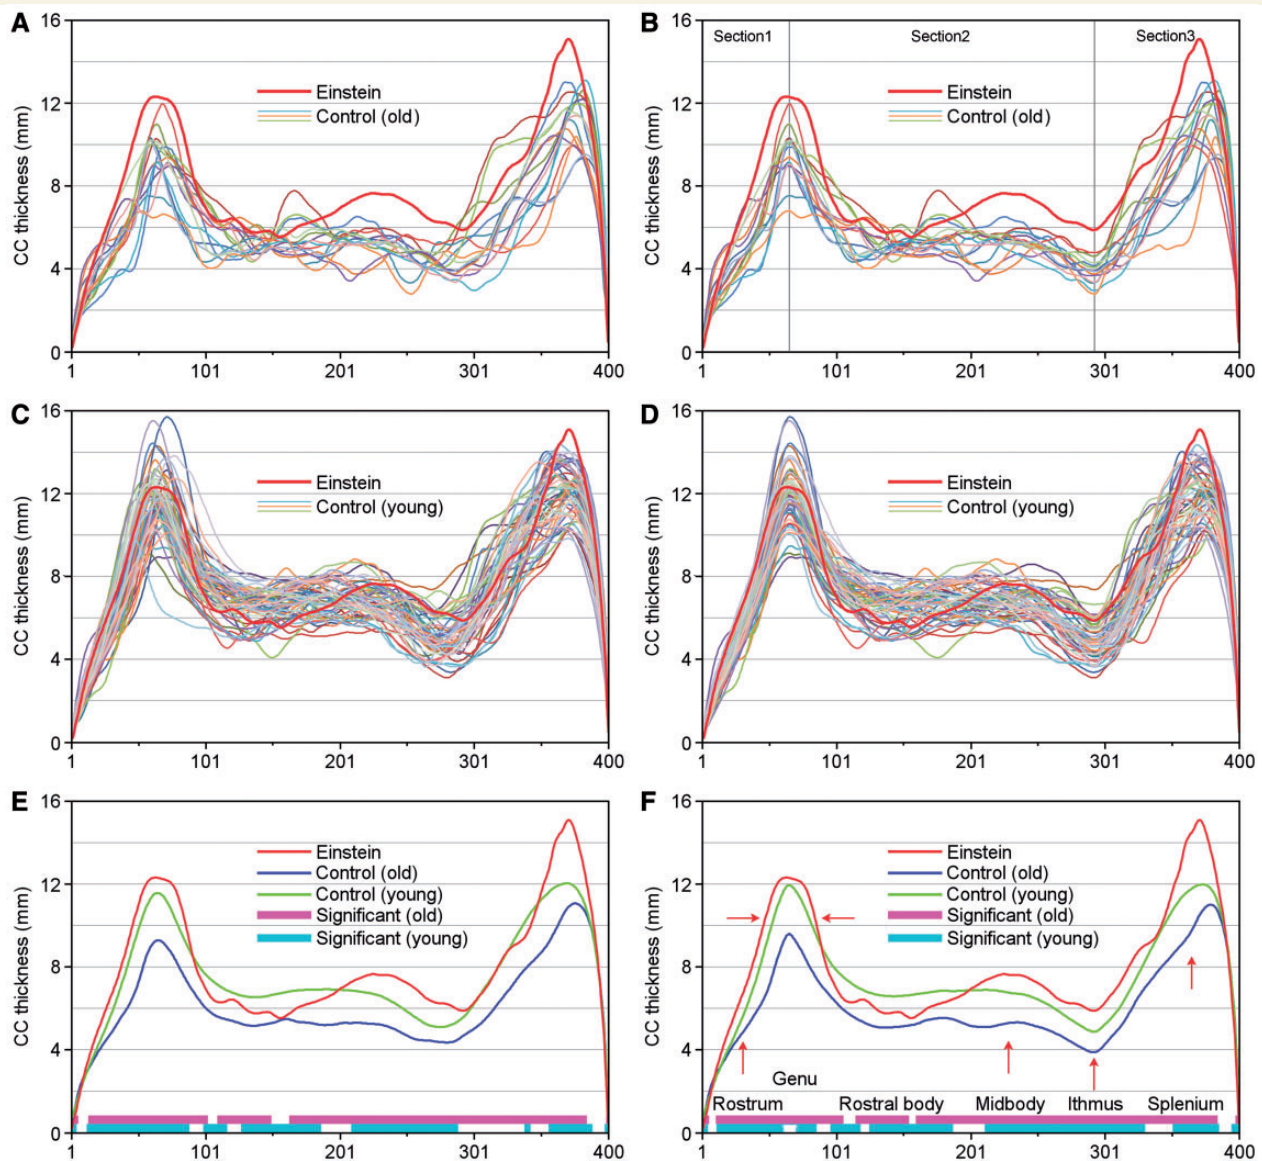 A
CC thickness (mm)
16
12
8
4
0
Einstein
Control (old)
1 101 201 301 400
B
CC thickness (mm)
16
12
8
4
0
Section1 Section2 Section3
Einstein
Control (old)
1 101 201 301 400
C
CC thickness (mm)
16
12
8
4
0
Einstein
Control (young)
1 101 201 301 400
D
CC thickness (mm)
16
12
8
4
0
Einstein
Control (young)
1 101 201 301 400
E
CC thickness (mm)
16
12
8
4
0
Einstein
Control (old)
Control (young)
Significant (old)
Significant (young)
1 101 201 301 400
F
CC thickness (mm)
16
12
8
4
0
Einstein
Control (old)
Control (young)
Significant (old)
Significant (young)
Genu
Rostrum Rostral body Midbody Ithmus Splenium
1 101 201 301 400